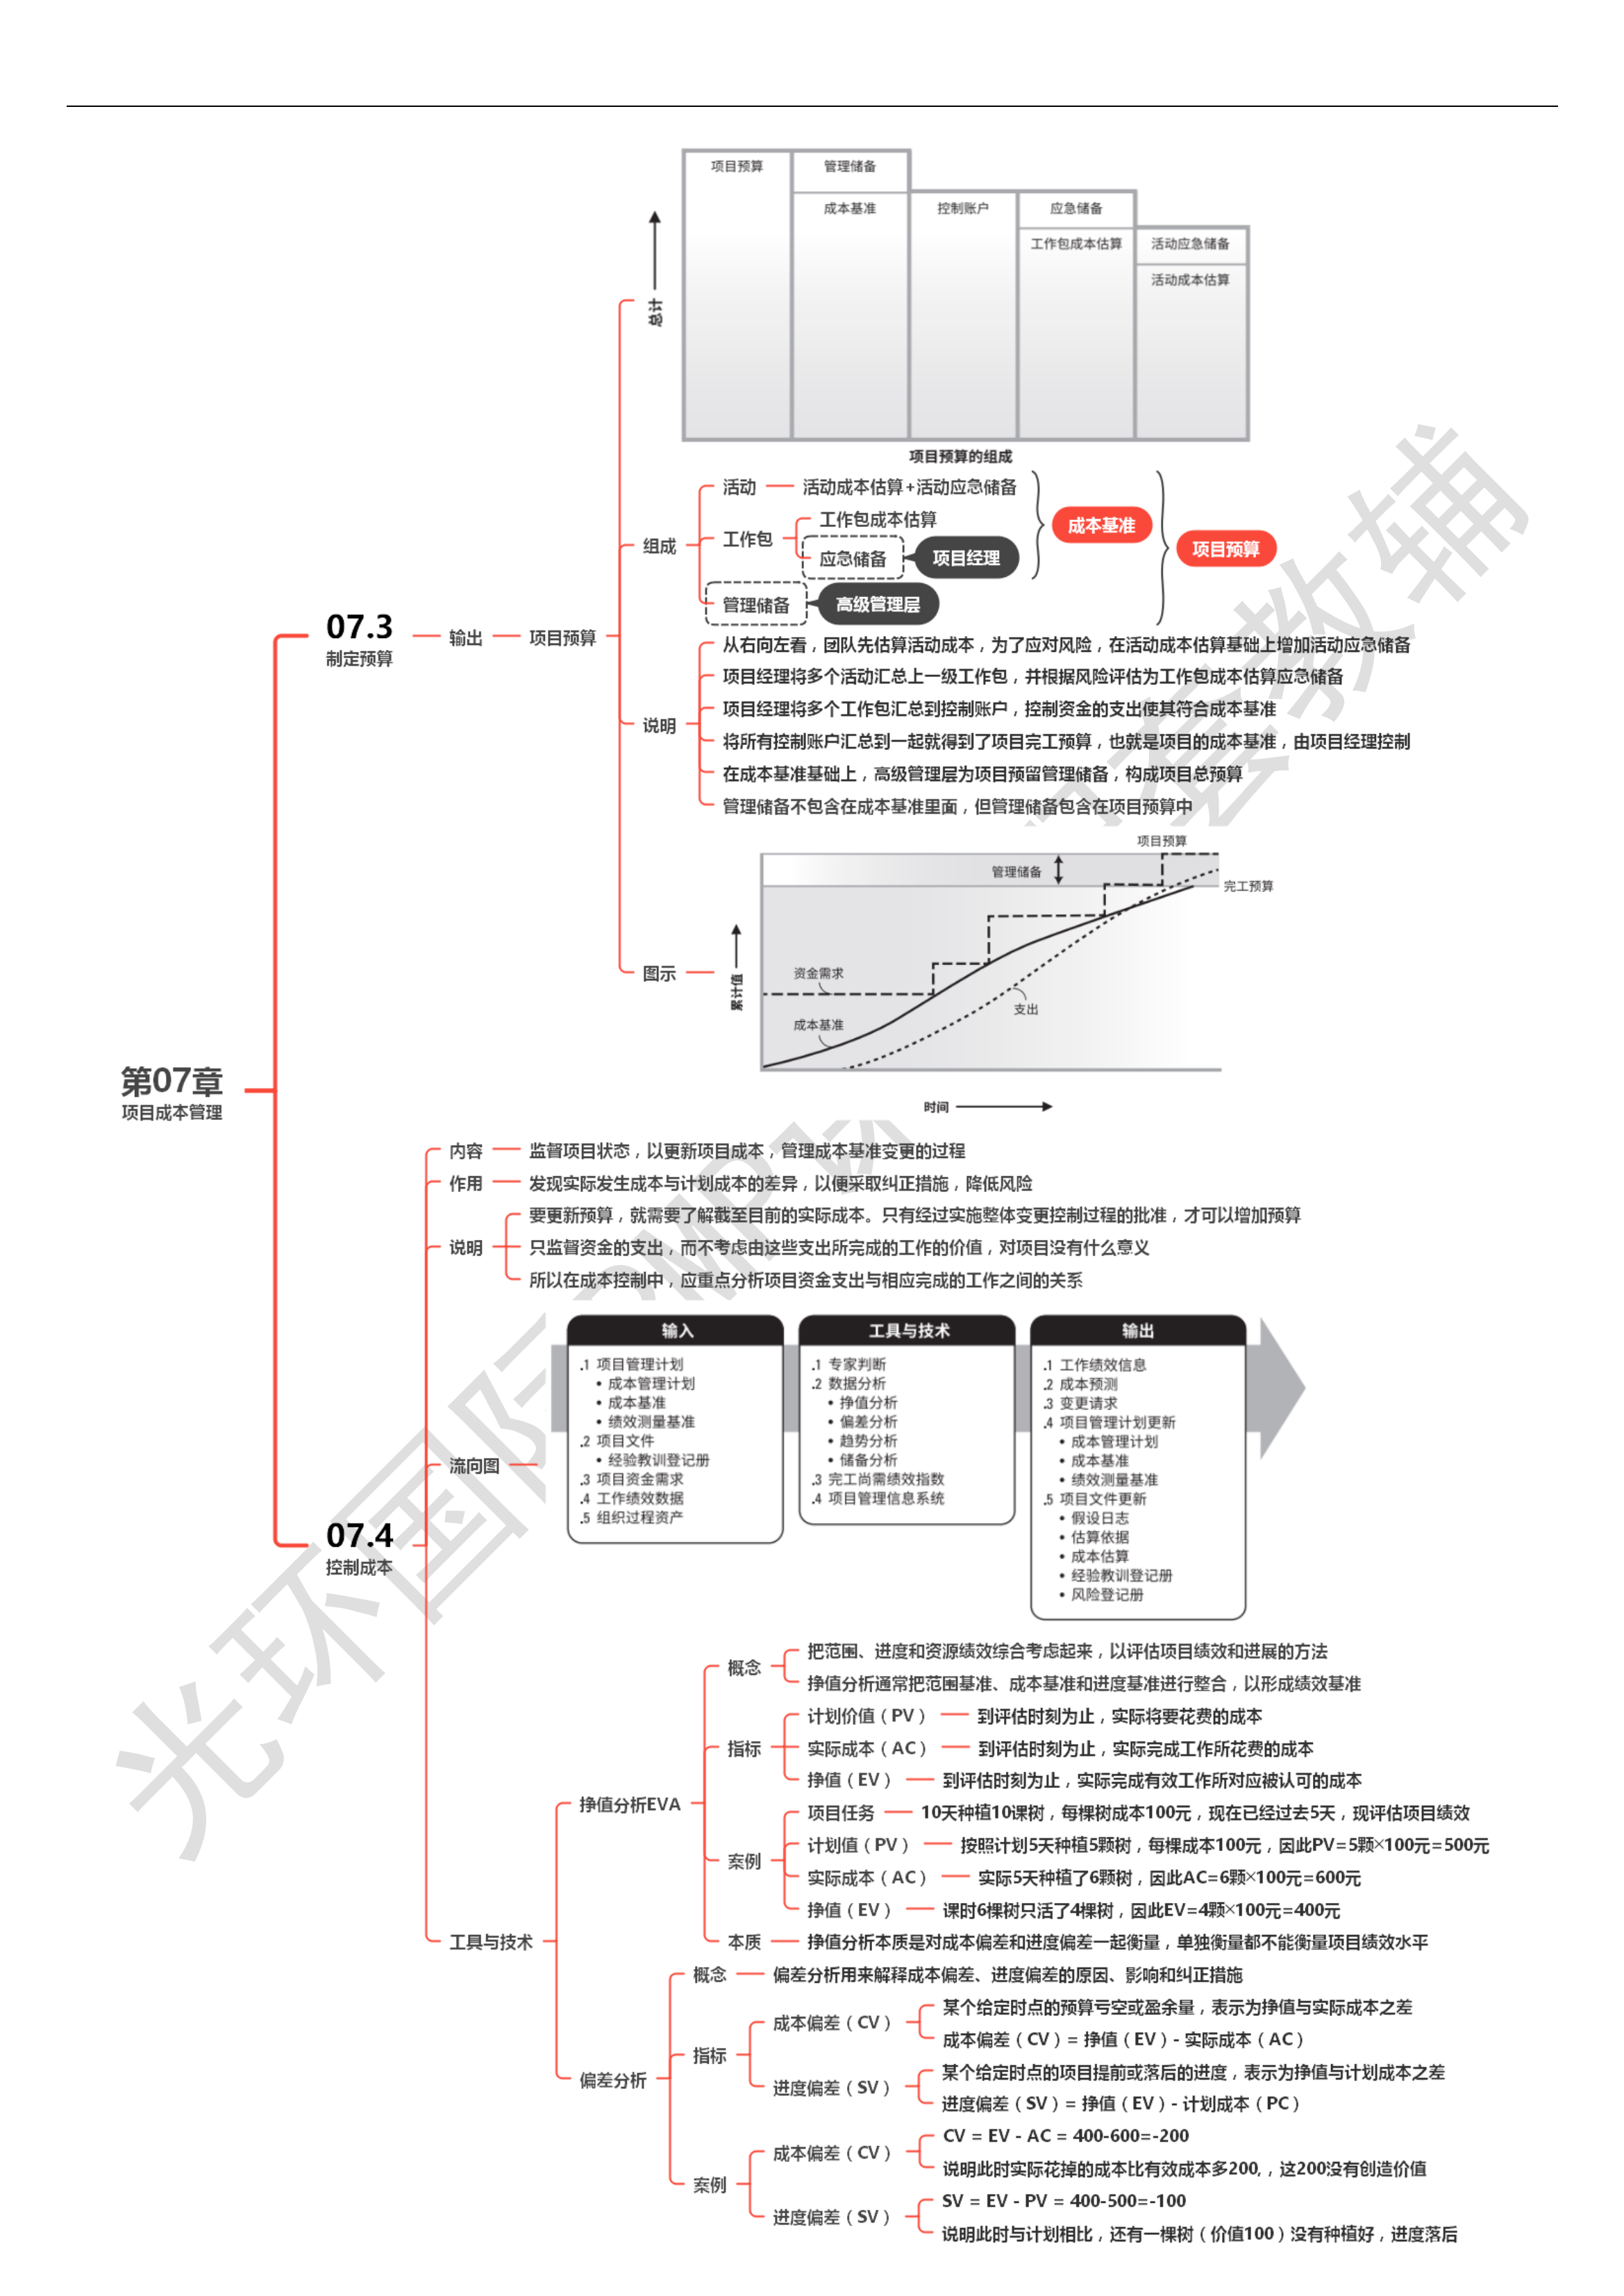 项目预算
管理储备
成本基准
控制账户
应急储备
工作包成本估算
活动应急储备
活动成本估算
总计
项目预算的组成
活动
活动成本估算+活动应急储备
组成
工作包
工作包成本估算
应急储备
项目经理
成本基准
项目预算
管理储备
高级管理层
07.3
制定预算
输出
项目预算
说明
从右向左看，团队先估算活动成本，为了应对风险，在活动成本估算基础上增加活动应急储备
项目经理将多个活动汇总上一级工作包，并根据风险评估为工作包成本估算应急储备
项目经理将多个工作包汇总到控制账户，控制资金的支出使其符合成本基准
将所有控制账户汇总到一起就得到了项目完工预算，也就是项目的成本基准，由项目经理控制
在成本基准基础上，高级管理层为项目预留管理储备，构成项目总预算
管理储备不包含在成本基准里面，但管理储备包含在项目预算中
图示
项目预算
管理储备
完工预算
资金需求
成本基准
支出
累计值
时间
第07章
项目成本管理
07.4
控制成本
内容
监督项目状态，以更新项目成本，管理成本基准变更的过程
作用
发现实际发生成本与计划成本的差异，以便采取纠正措施，降低风险
说明
要更新预算，就需要了解截至目前的实际成本。只有经过实施整体变更控制过程的批准，才可以增加预算
只监督资金的支出，而不考虑由这些支出所完成的工作的价值，对项目没有什么意义
所以在成本控制中，应重点分析项目资金支出与相应完成的工作之间的关系
流向图
输入
.1 项目管理计划
• 成本管理计划
• 成本基准
• 绩效测量基准
.2 项目文件
• 经验教训登记册
.3 项目资金需求
.4 工作绩效数据
.5 组织过程资产
工具与技术
.1 专家判断
.2 数据分析
• 挣值分析
• 偏差分析
• 趋势分析
• 储备分析
.3 完工尚需绩效指数
.4 项目管理信息系统
输出
.1 工作绩效信息
.2 成本预测
.3 变更请求
.4 项目管理计划更新
• 成本管理计划
• 成本基准
• 绩效测量基准
.5 项目文件更新
• 假设日志
• 估算依据
• 成本估算
• 经验教训登记册
• 风险登记册
工具与技术
挣值分析EVA
概念
把范围、进度和资源绩效综合考虑起来，以评估项目绩效和进展的方法
挣值分析通常把范围基准、成本基准和进度基准进行整合，以形成绩效基准
指标
计划价值（PV）
到评估时刻为止，实际将要花费的成本
实际成本（AC）
到评估时刻为止，实际完成工作所花费的成本
挣值（EV）
到评估时刻为止，实际完成有效工作所对应被认可的成本
案例
项目任务
10天种植10课树，每棵树成本100元，现在已经过去5天，现评估项目绩效
计划值（PV）
按照计划5天种植5颗树，每棵成本100元，因此PV=5颗×100元=500元
实际成本（AC）
实际5天种植了6颗树，因此AC=6颗×100元=600元
挣值（EV）
课时6棵树只活了4棵树，因此EV=4颗×100元=400元
本质
挣值分析本质是对成本偏差和进度偏差一起衡量，单独衡量都不能衡量项目绩效水平
偏差分析
概念
偏差分析用来解释成本偏差、进度偏差的原因、影响和纠正措施
指标
成本偏差（CV）
某个给定时点的预算亏空或盈余量，表示为挣值与实际成本之差
成本偏差（CV）= 挣值（EV）- 实际成本（AC）
进度偏差（SV）
某个给定时点的项目提前或落后的进度，表示为挣值与计划成本之差
进度偏差（SV）= 挣值（EV）- 计划成本（PC）
案例
成本偏差（CV）
CV = EV - AC = 400-600=-200
说明此时实际花掉的成本比有效成本多200,，这200没有创造价值
进度偏差（SV）
SV = EV - PV = 400-500=-100
说明此时与计划相比，还有一棵树（价值100）没有种植好，进度落后